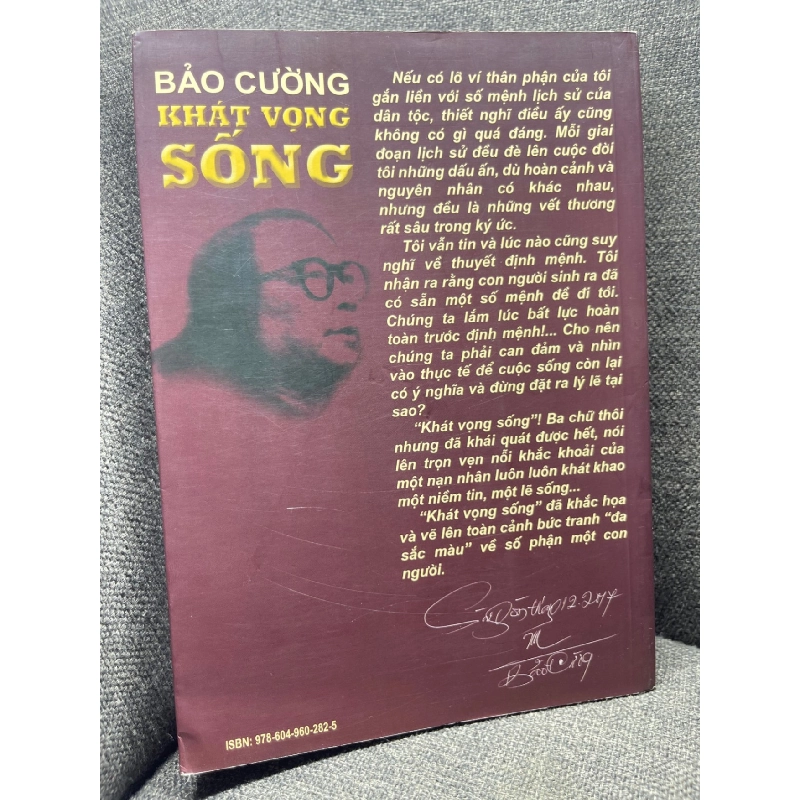 BẢO CƯỜNG
KHÁT VỌNG
SỐNG
Nếu có lỡ ví thân phận của tôi
gắn liền với số mệnh lịch sử của
dân tộc, thiết nghĩ điều ấy cũng
không có gì quá đáng. Mỗi giai
đoạn lịch sử đều đè lên cuộc đời
tôi những dấu ấn, dù hoàn cảnh và
nguyên nhân có khác nhau,
nhưng đều là những vết thương
rất sâu trong ký ức.
Tôi vẫn tin và lúc nào cũng suy
nghĩ về thuyết định mệnh. Tôi
nhận ra rằng con người sinh ra đã
có sẵn một số mệnh để đi tới.
Chúng ta lắm lúc bất lực hoàn
toàn trước định mệnh!... Cho nên
chúng ta phải can đảm và nhìn
vào thực tế để cuộc sống còn lại
có ý nghĩa và đừng đặt ra lý lẽ tại
sao?
“Khát vọng sống”! Ba chữ thôi
nhưng đã khái quát được hết, nói
lên trọn vẹn nỗi khắc khoải của
một nạn nhân luôn luôn khát khao
một niềm tin, một lẽ sống...
“Khát vọng sống” đã khắc họa
và vẽ lên toàn cảnh bức tranh “đa
sắc màu” về số phận một con
người.
Bảo Cường
ISBN: 978-604-960-282-5